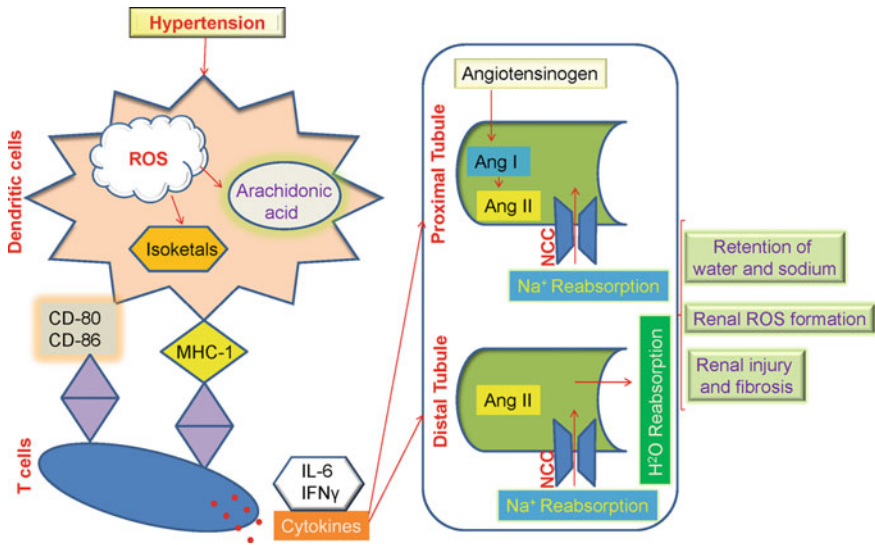 Hypertension
Dendritic cells
ROS
Arachidonic
acid
Isoketals
CD-80
CD-86
MHC-1
T cells
IL-6
IFNγ
Cytokines
Proximal Tubule
Angiotensinogen
Ang I
Ang II
NCC
Na⁺ Reabsorption
Distal Tubule
Ang II
NCC
Na⁺ Reabsorption
H²O Reabsorption
Retention of
water and sodium
Renal ROS formation
Renal injury
and fibrosis